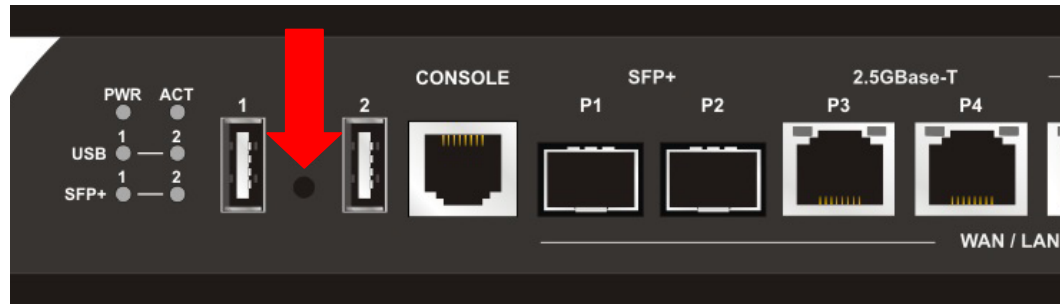 CONSOLE SFP+ 2.5GBase-T
PWR ACT 1 2 P1 P2 P3 P4
1 2
USB
1 2
SFP+
WAN / LAN